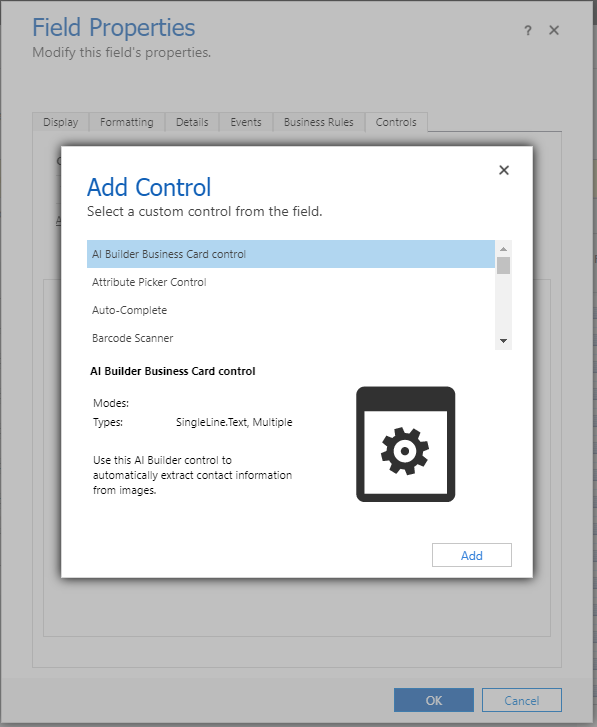 Field Properties
?
Modify this field's properties.
Display Formatting Details Events Business Rules Controls
Add Control
Select a custom control from the field.
AI Builder Business Card control
Attribute Picker Control
Auto-Complete
Barcode Scanner
AI Builder Business Card control
Modes:
Types: SingleLine.Text, Multiple
Use this AI Builder control to
automatically extract contact information
from images.
Add
OK Cancel